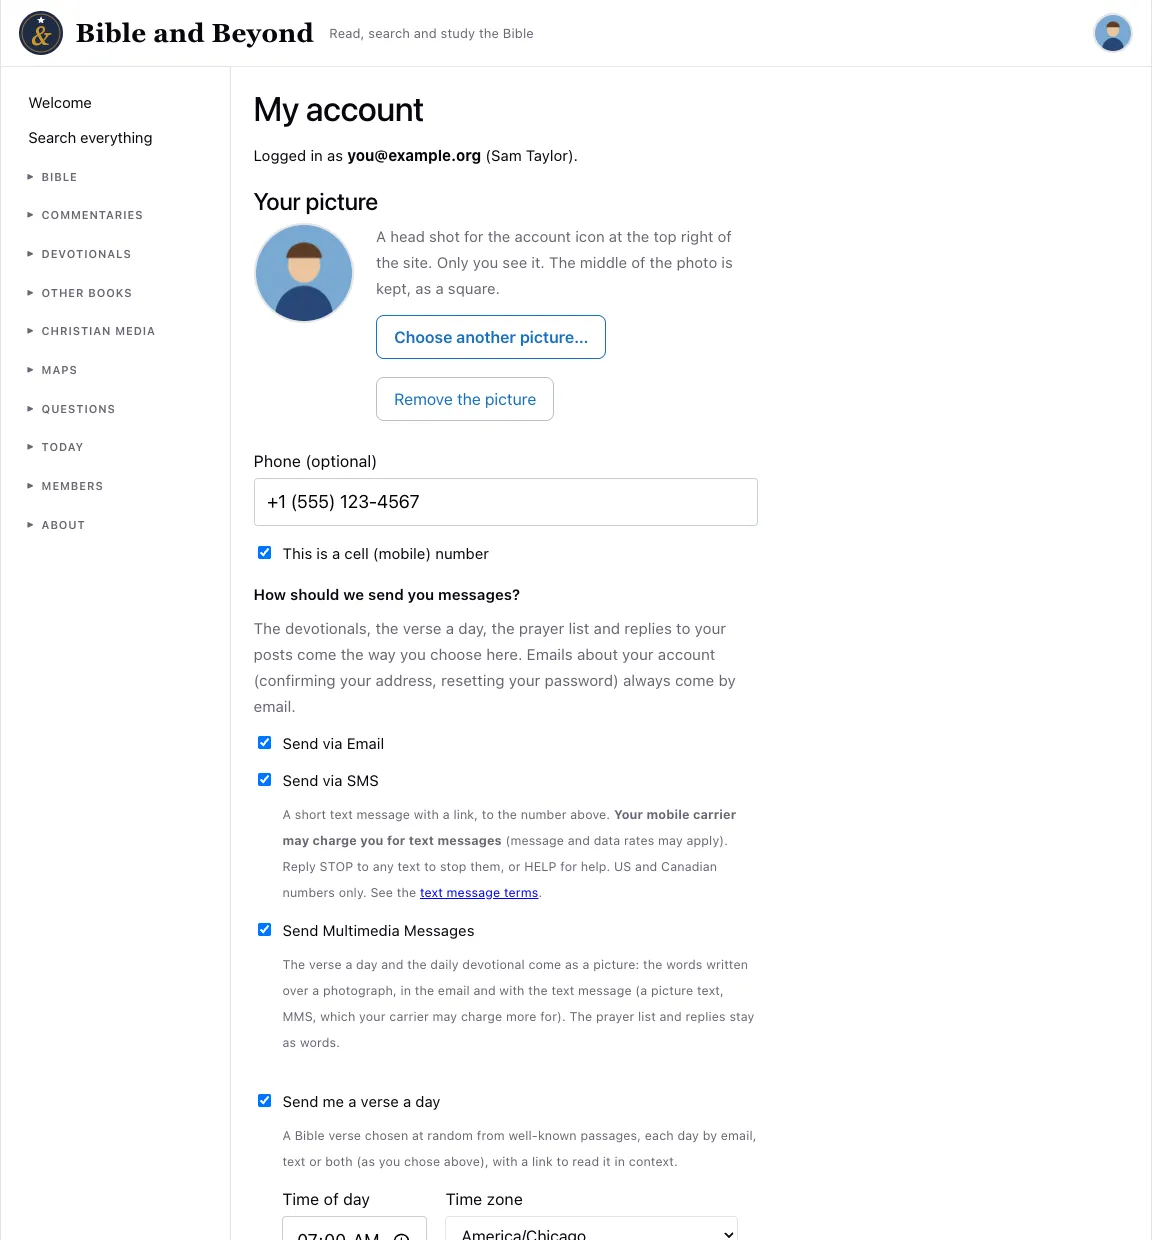 &
Bible and Beyond
Read, search and study the Bible
Welcome
Search everything
BIBLE
COMMENTARIES
DEVOTIONALS
OTHER BOOKS
CHRISTIAN MEDIA
MAPS
QUESTIONS
TODAY
MEMBERS
ABOUT
My account
Logged in as you@example.org (Sam Taylor).
Your picture
A head shot for the account icon at the top right of
the site. Only you see it. The middle of the photo is
kept, as a square.
Choose another picture...
Remove the picture
Phone (optional)
+1 (555) 123-4567
This is a cell (mobile) number
How should we send you messages?
The devotionals, the verse a day, the prayer list and replies to your
posts come the way you choose here. Emails about your account
(confirming your address, resetting your password) always come by
email.
Send via Email
Send via SMS
A short text message with a link, to the number above. Your mobile carrier
may charge you for text messages (message and data rates may apply).
Reply STOP to any text to stop them, or HELP for help. US and Canadian
numbers only. See the text message terms.
Send Multimedia Messages
The verse a day and the daily devotional come as a picture: the words written
over a photograph, in the email and with the text message (a picture text,
MMS, which your carrier may charge more for). The prayer list and replies stay
as words.
Send me a verse a day
A Bible verse chosen at random from well-known passages, each day by email,
text or both (as you chose above), with a link to read it in context.
Time of day
Time zone
07:00 AM
America/Chicago